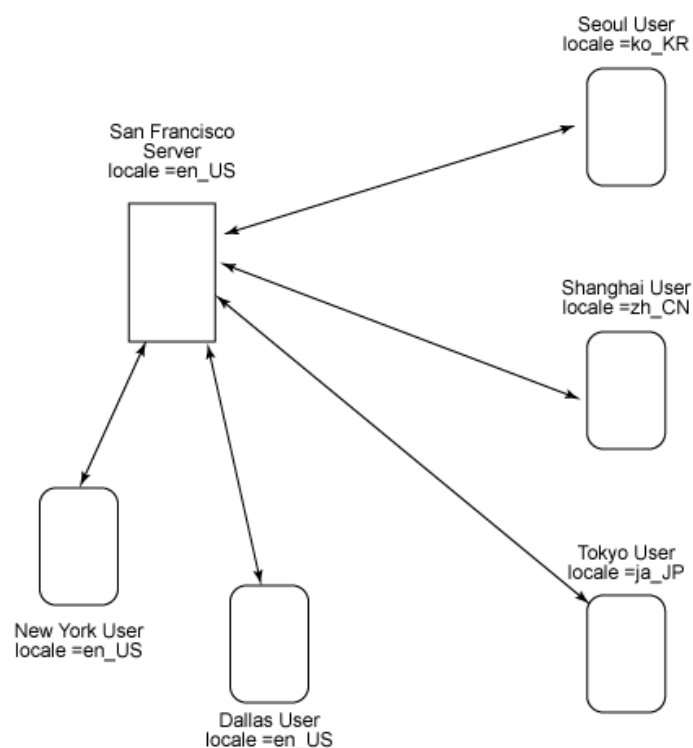 Seoul User
locale =ko_KR
San Francisco
Server
locale =en_US
Shanghai User
locale =zh_CN
Tokyo User
locale =ja_JP
New York User
locale =en_US
Dallas User
locale =en_US